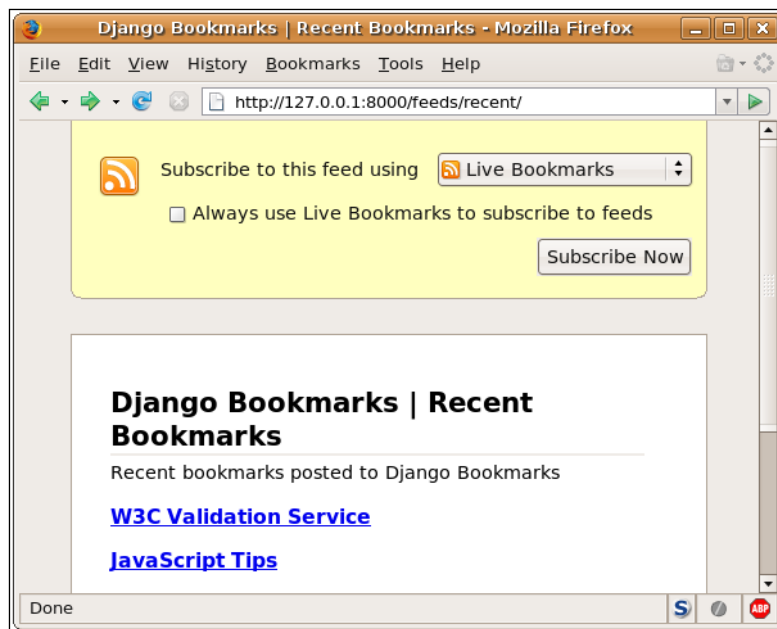 Django Bookmarks | Recent Bookmarks - Mozilla Firefox
File Edit View History Bookmarks Tools Help
http://127.0.0.1:8000/feeds/recent/
Subscribe to this feed using Live Bookmarks
Always use Live Bookmarks to subscribe to feeds
Subscribe Now
Django Bookmarks | Recent
Bookmarks
Recent bookmarks posted to Django Bookmarks
W3C Validation Service
JavaScript Tips
Done S ABP